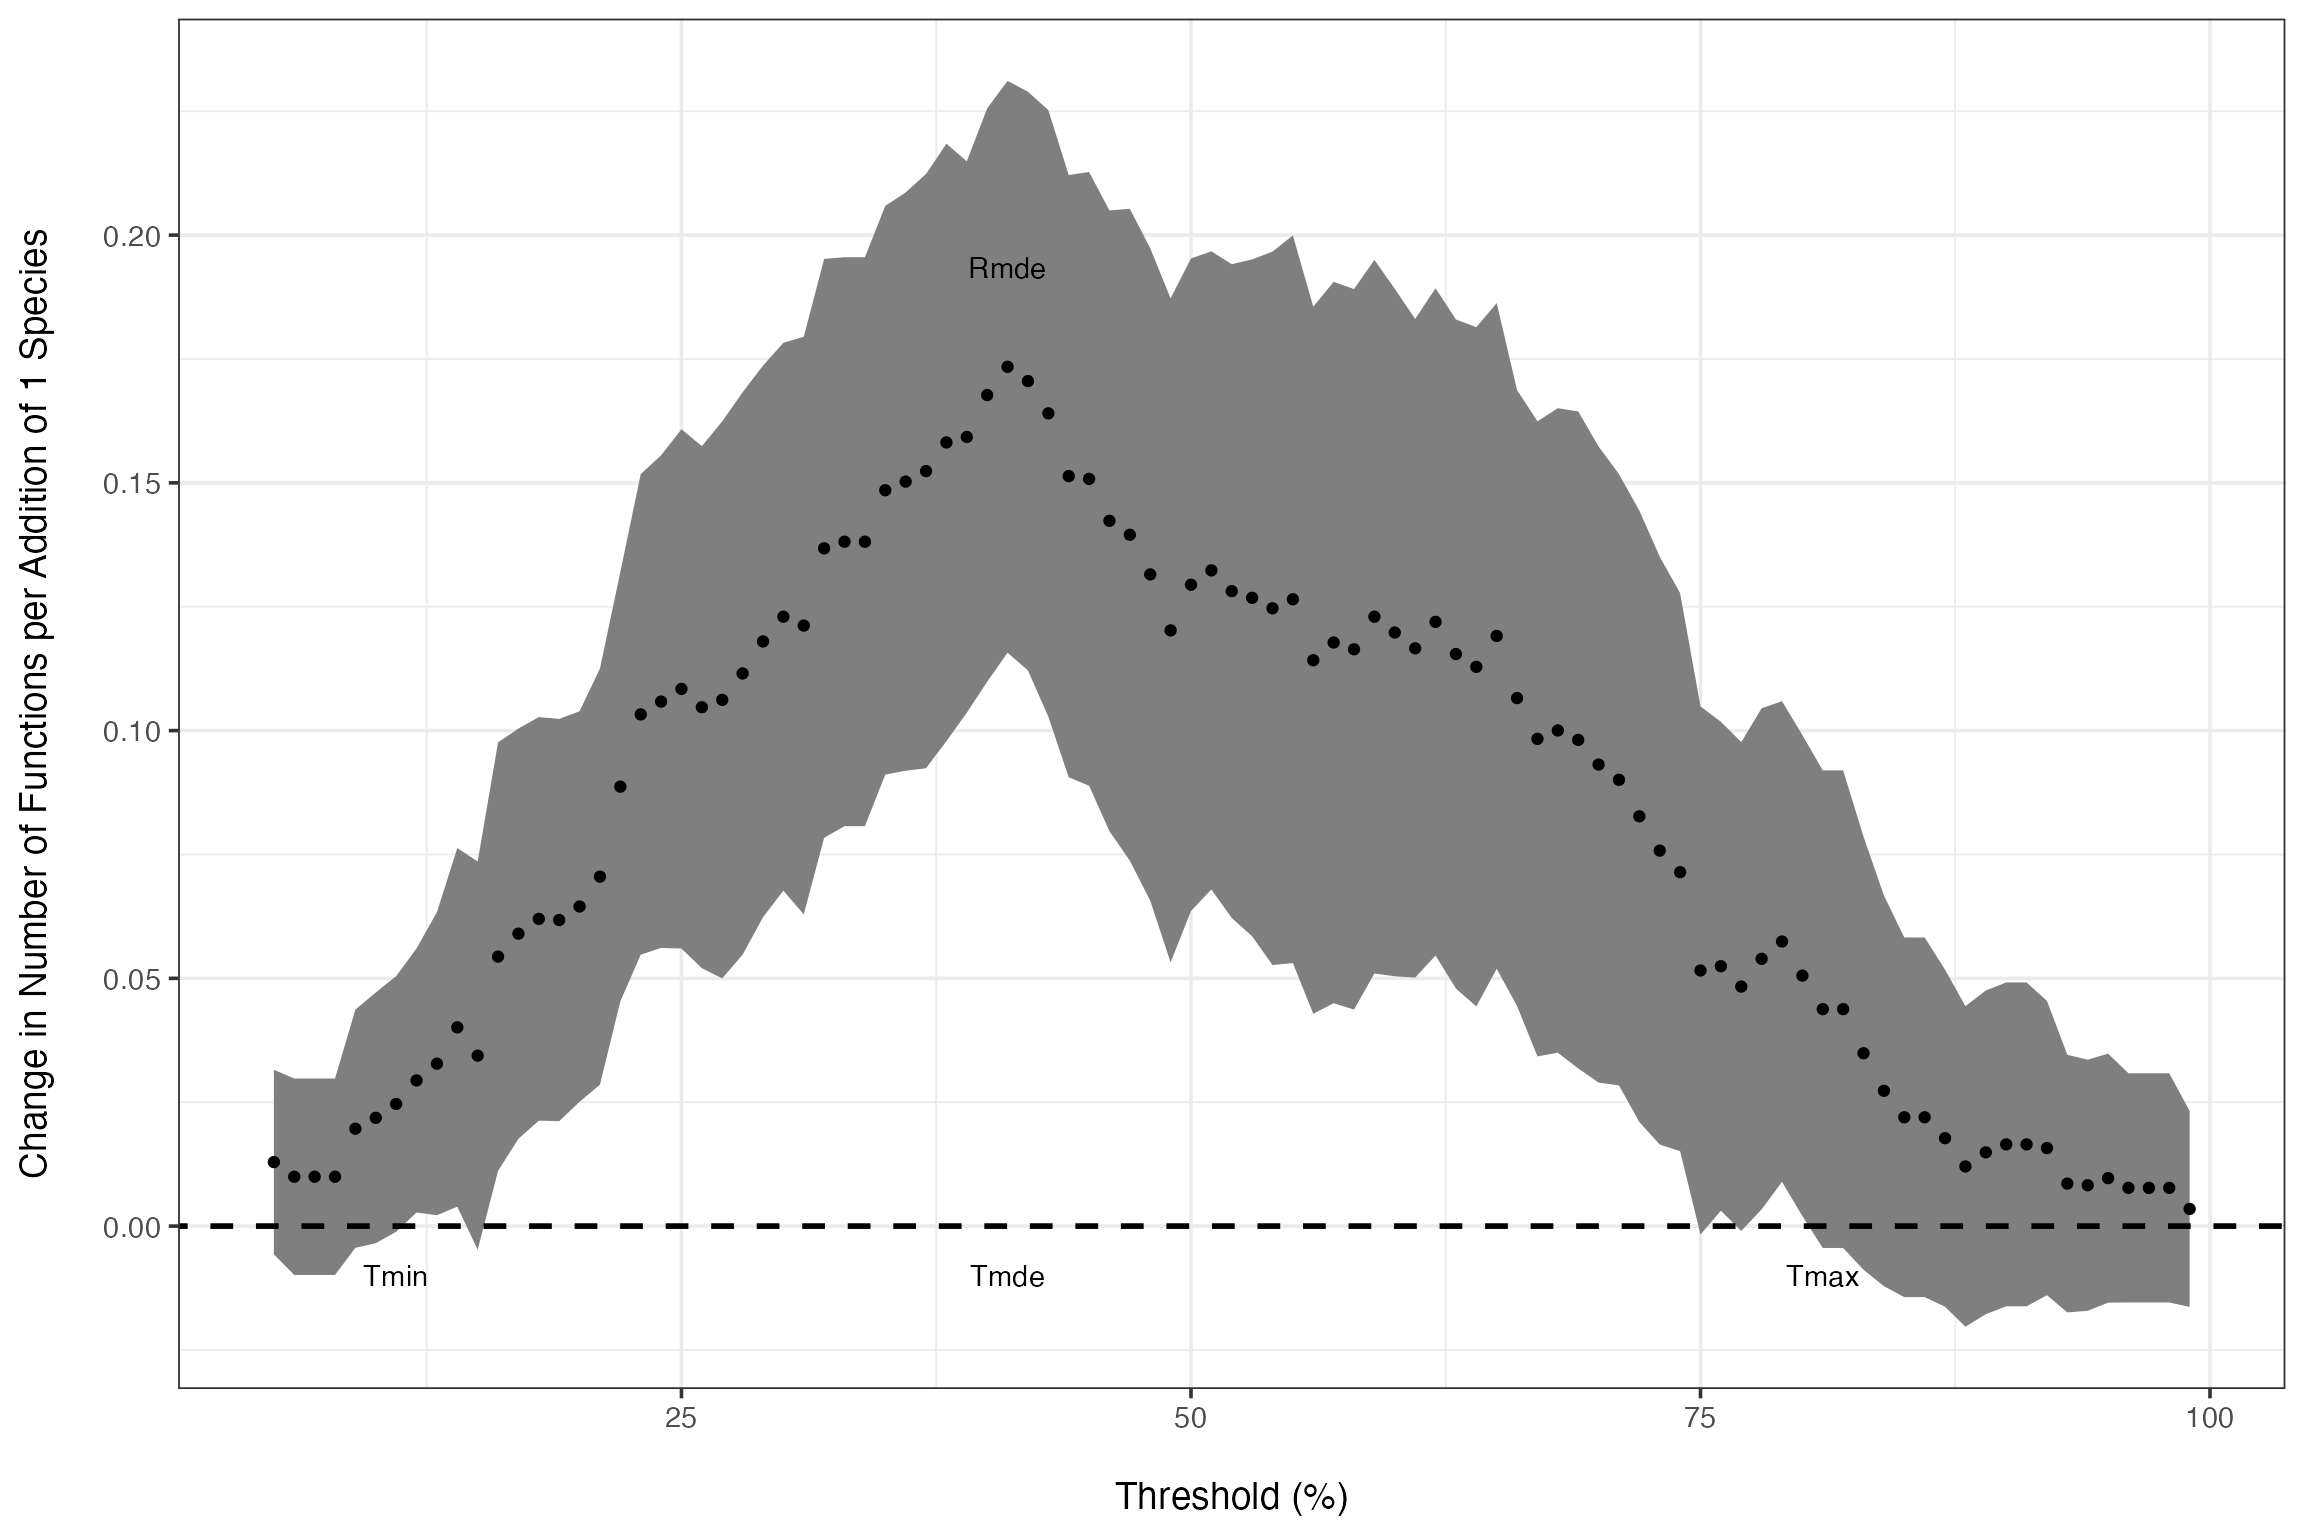 Change in Number of Functions per Addition of 1 Species
0.20
0.15
0.10
0.05
0.00
Rmde
Tmin
Tmde
Tmax
25
50
75
100
Threshold (%)